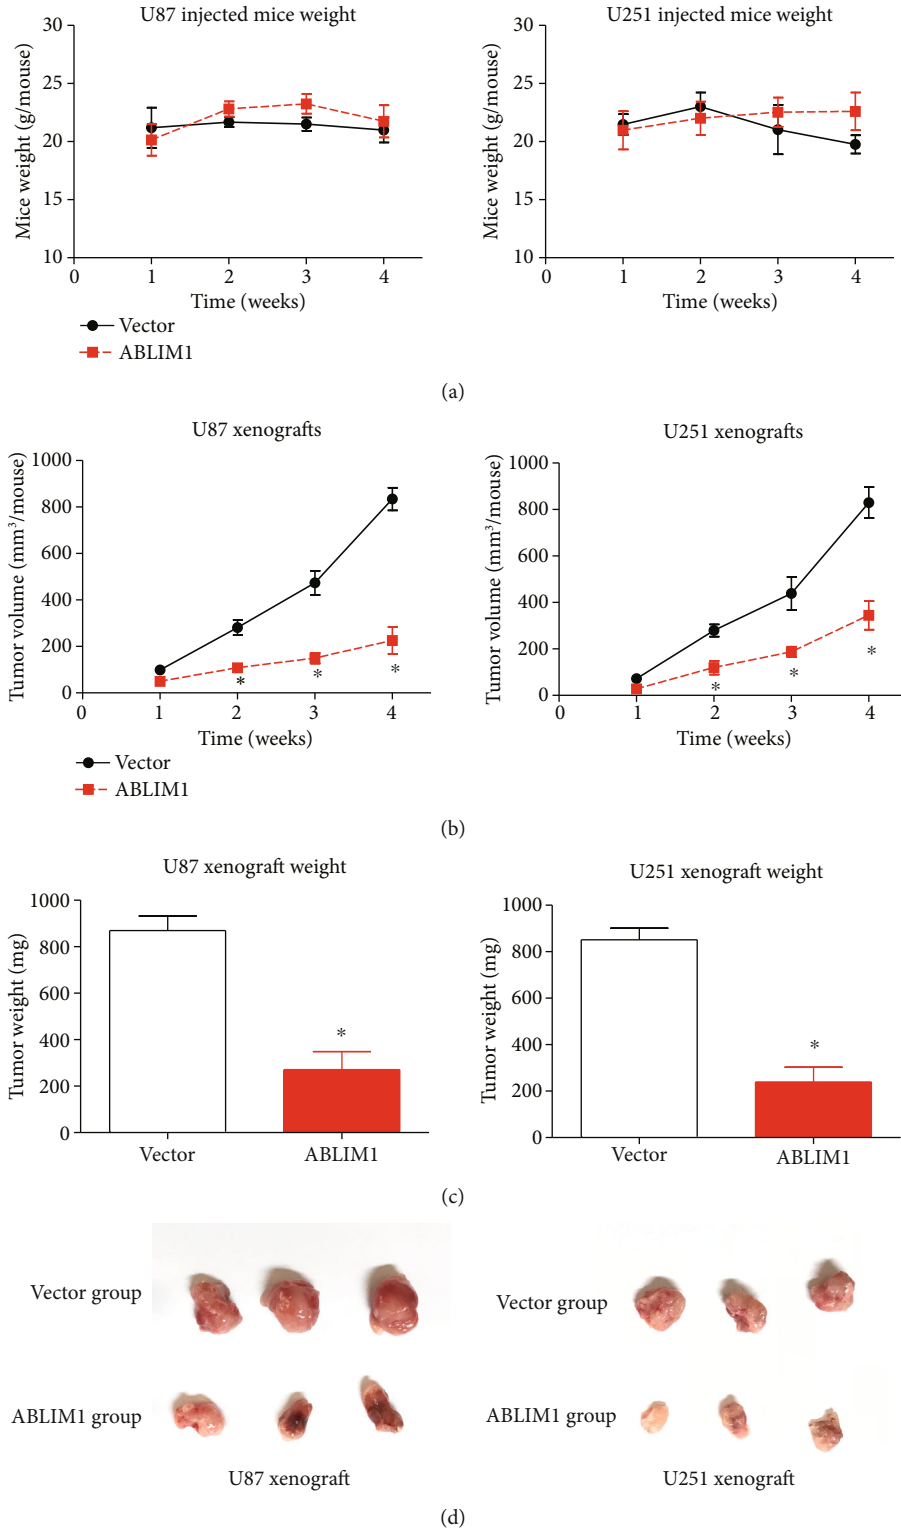 U87 injected mice weight
Mice weight (g/mouse)
30
25
20
15
10
0
1
2
3
4
Time (weeks)
Vector
ABLIM1
U251 injected mice weight
Mice weight (g/mouse)
30
25
20
15
10
0
1
2
3
4
Time (weeks)
(a)
U87 xenografts
Tumor volume (mm³/mouse)
1000
800
600
400
200
0
0
1
2
3
4
*
*
*
Time (weeks)
Vector
ABLIM1
U251 xenografts
Tumor volume (mm³/mouse)
1000
800
600
400
200
0
0
1
2
3
4
*
*
*
Time (weeks)
(b)
U87 xenograft weight
Tumor weight (mg)
1000
800
600
400
200
0
*
Vector
ABLIM1
U251 xenograft weight
Tumor weight (mg)
1000
800
600
400
200
0
*
Vector
ABLIM1
(c)
Vector group
ABLIM1 group
U87 xenograft
Vector group
ABLIM1 group
U251 xenograft
(d)